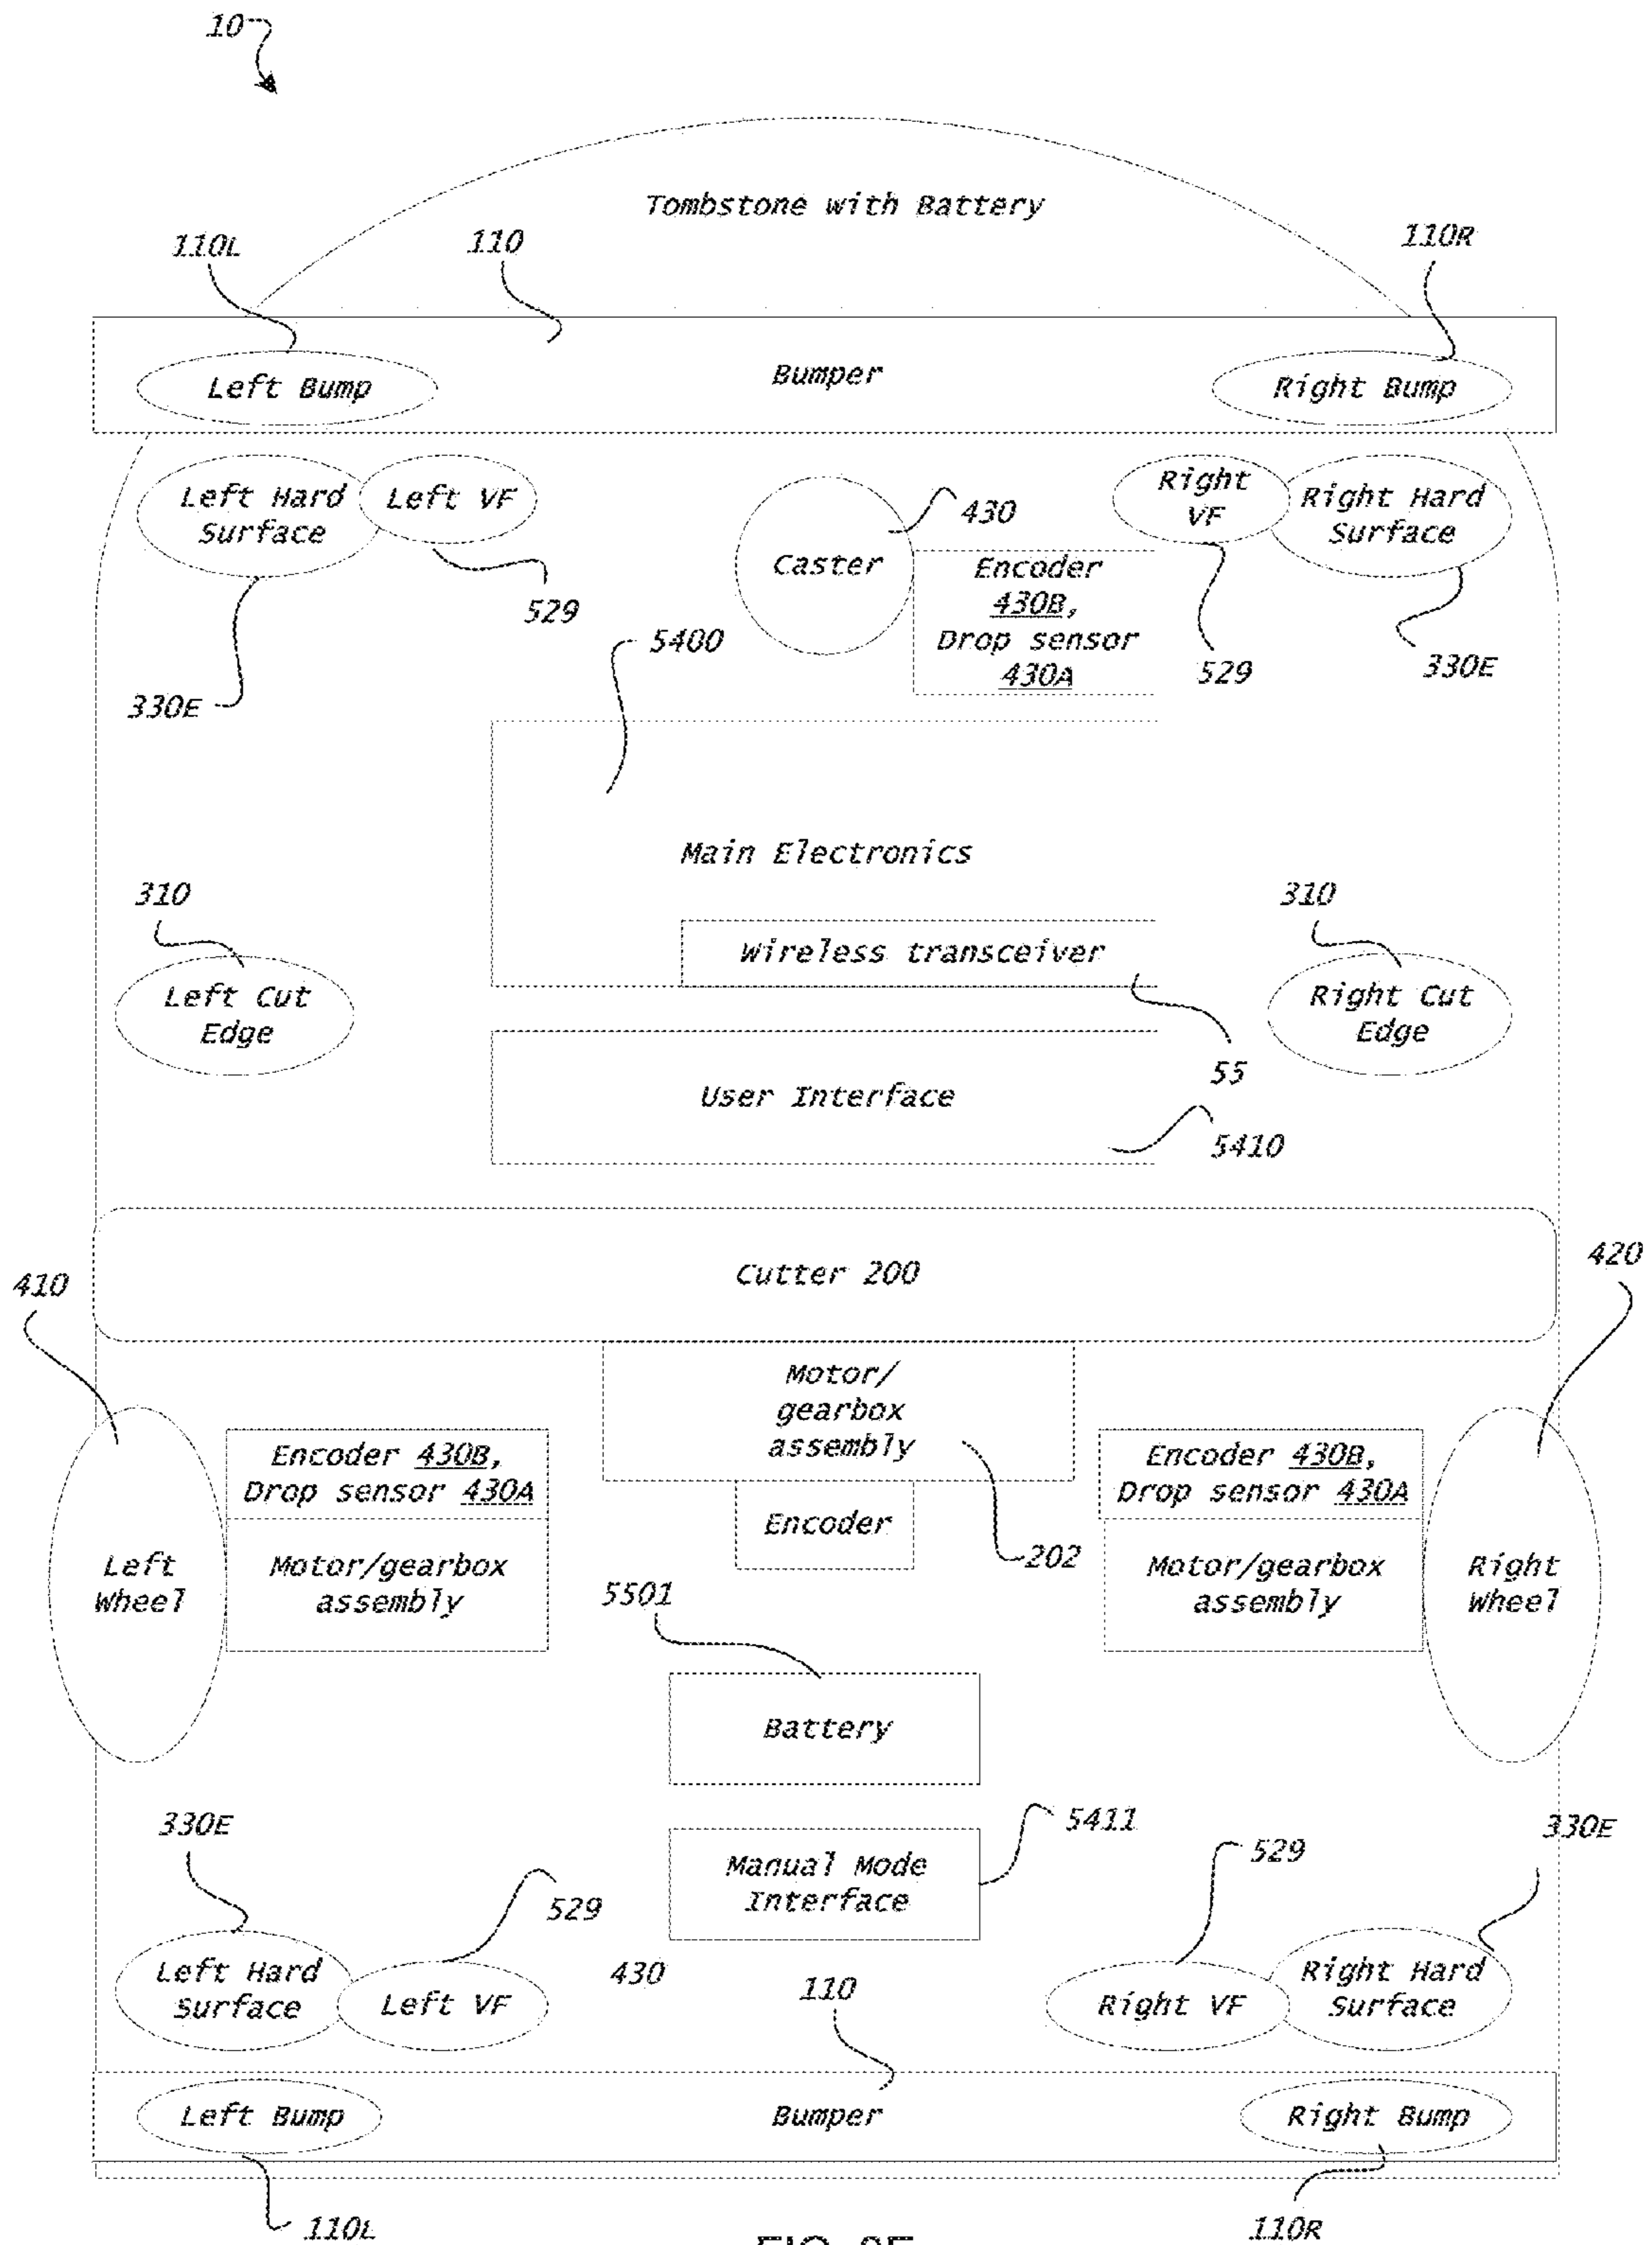 10
Tombstone with Battery
110L
110
110R
Bumper
Left Bump
Right Bump
Left Hard
Surface
Left VF
Right
VF
Right Hard
Surface
430
Caster
Encoder
430B,
Drop sensor
430A
529
5400
529
330E
330E
Main Electronics
310
310
Wireless transceiver
Left Cut
Edge
Right Cut
Edge
55
User Interface
5410
Cutter 200
410
420
Motor/
gearbox
assembly
Encoder 430B,
Drop sensor 430A
Encoder 430B,
Drop sensor 430A
Encoder
202
Left
Wheel
Motor/gearbox
assembly
Motor/gearbox
assembly
Right
Wheel
5501
Battery
330E
5411
330E
529
Manual Mode
Interface
529
Left Hard
Surface
Left VF
430
110
Right VF
Right Hard
Surface
Left Bump
Bumper
Right Bump
110L
110R